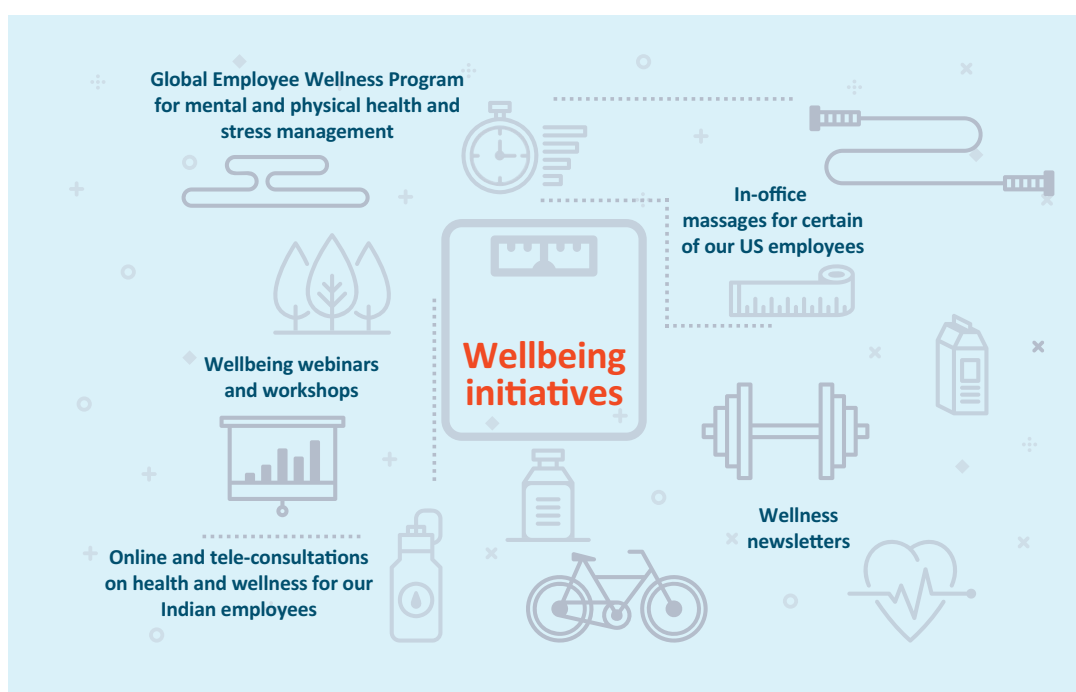 Global Employee Wellness Program
for mental and physical health and
stress management
In-office
massages for certain
of our US employees
Wellbeing
initiatives
Wellbeing webinars
and workshops
Wellness
newsletters
Online and tele-consultations
on health and wellness for our
Indian employees